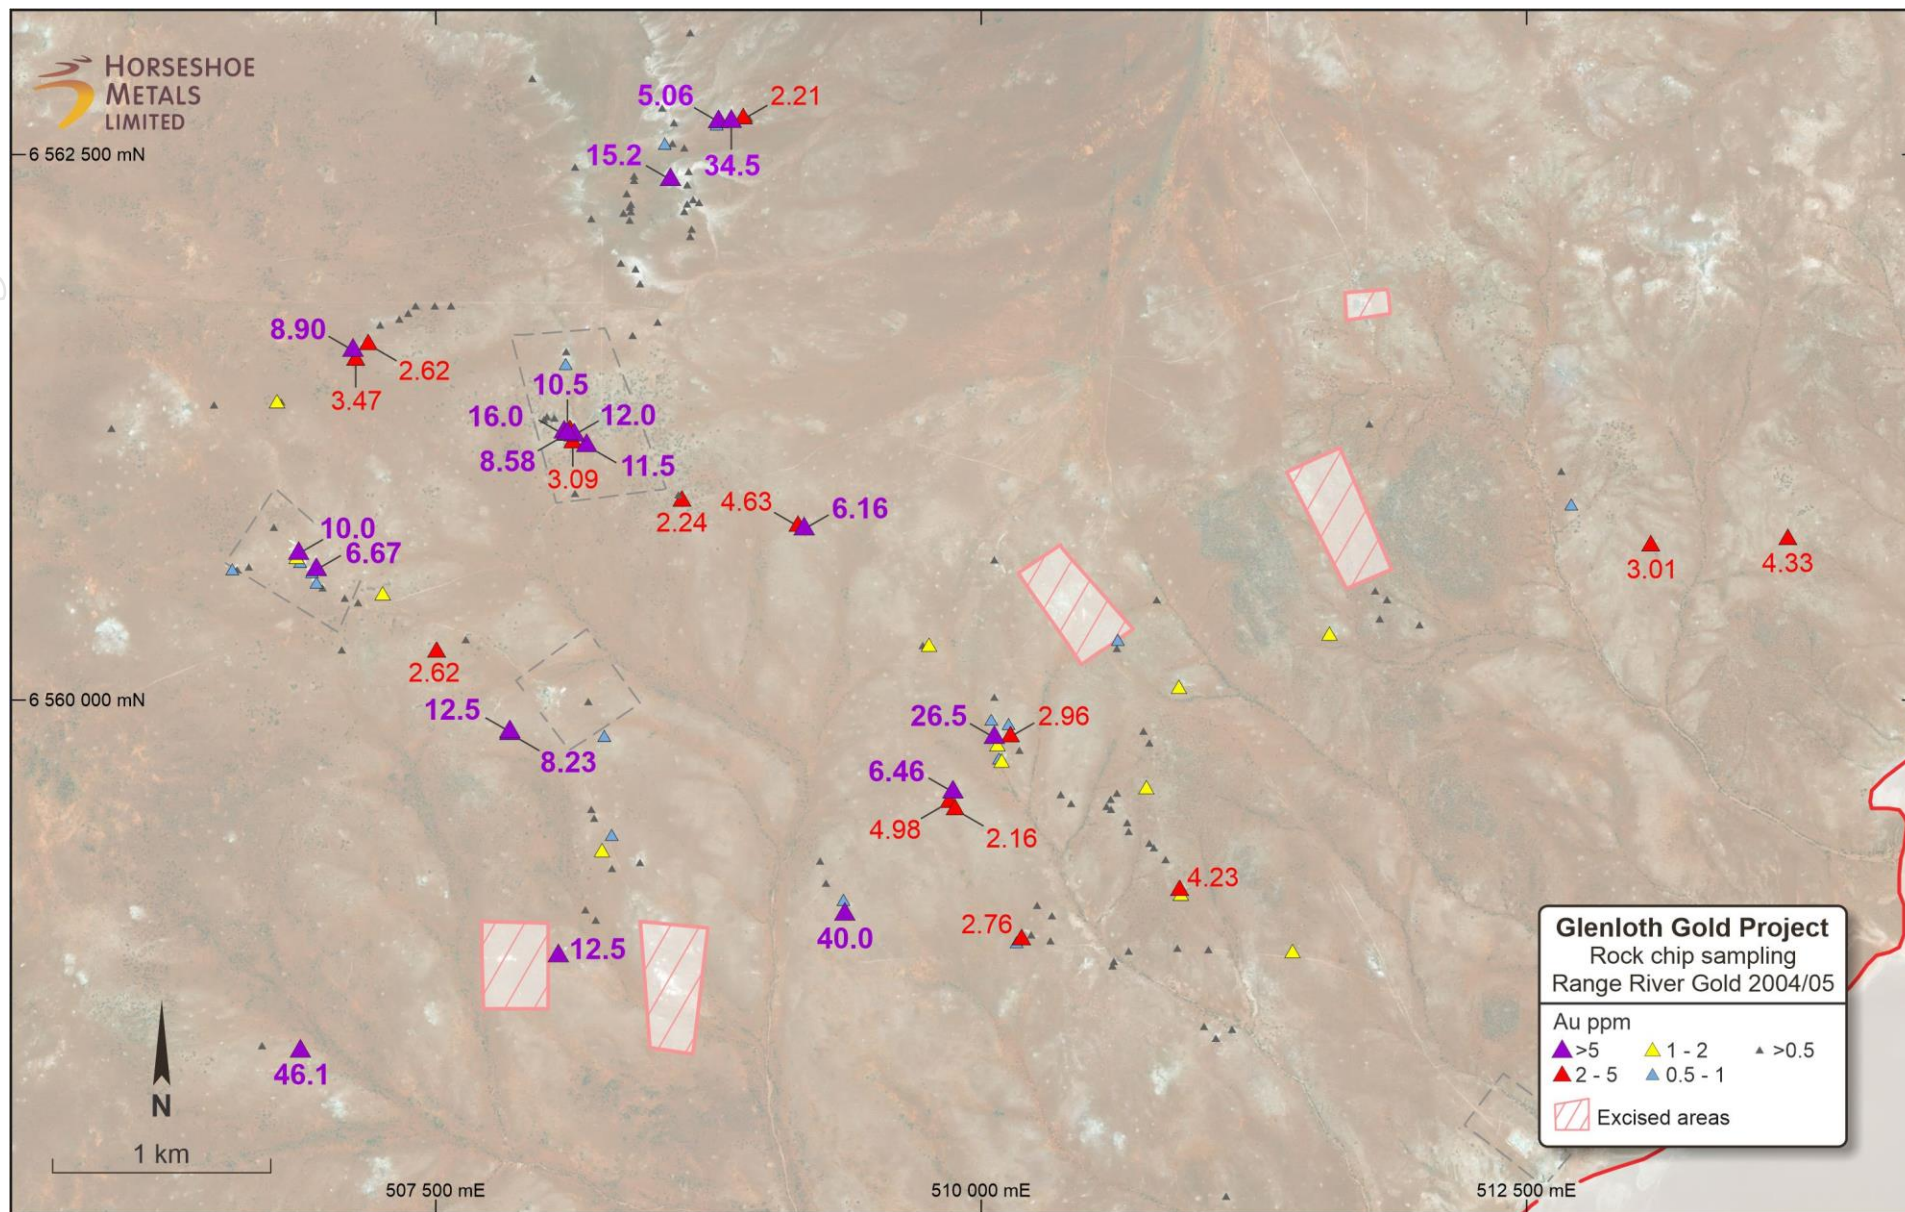 HORSESHOE
METALS
LIMITED
5.06
2.21
6 562 500 mN
15.2
34.5
8.90
2.62
3.47
10.5
16.0
12.0
8.58
11.5
3.09
4.63
6.16
2.24
10.0
6.67
3.01
4.33
2.62
6 560 000 mN
12.5
8.23
26.5
2.96
6.46
4.98
2.16
4.23
2.76
40.0
12.5
46.1
N
1 km
507 500 mE
510 000 mE
512 500 mE
Glenloth Gold Project
Rock chip sampling
Range River Gold 2004/05
Au ppm
>5
1 - 2
>0.5
2 - 5
0.5 - 1
Excised areas